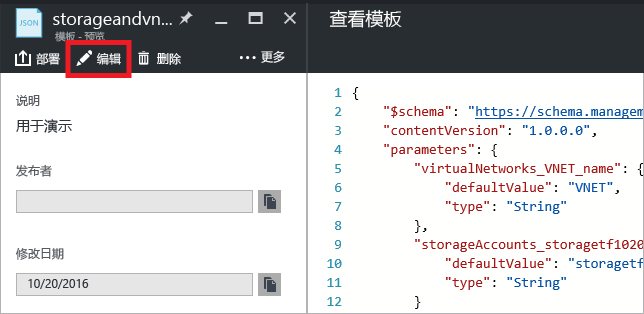 JSON
storageandvn...
模板 - 预览
部署
编辑
删除
••• 更多
说明
用于演示
发布者
修改日期
10/20/2016
查看模板
1 {
2 "$schema": "https://schema.managem
3 "contentVersion": "1.0.0.0",
4 "parameters": {
5 "virtualNetworks_VNET_name": {
6 "defaultValue": "VNET",
7 "type": "String"
8 },
9 "storageAccounts_storagetf1020
10 "defaultValue": "storagetf
11 "type": "String"
12 }